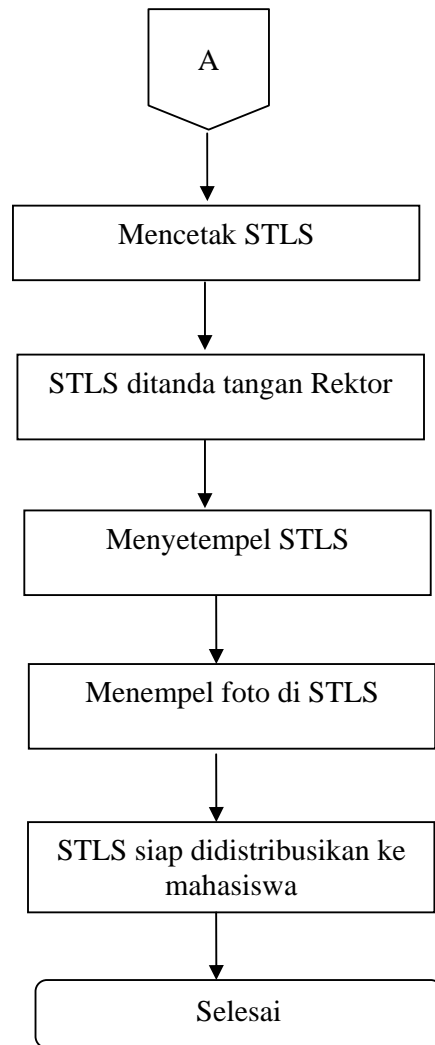 A
Mencetak STLS
STLS ditanda tangan Rektor
Menyetempel STLS
Menempel foto di STLS
STLS siap didistribusikan ke
mahasiswa
Selesai